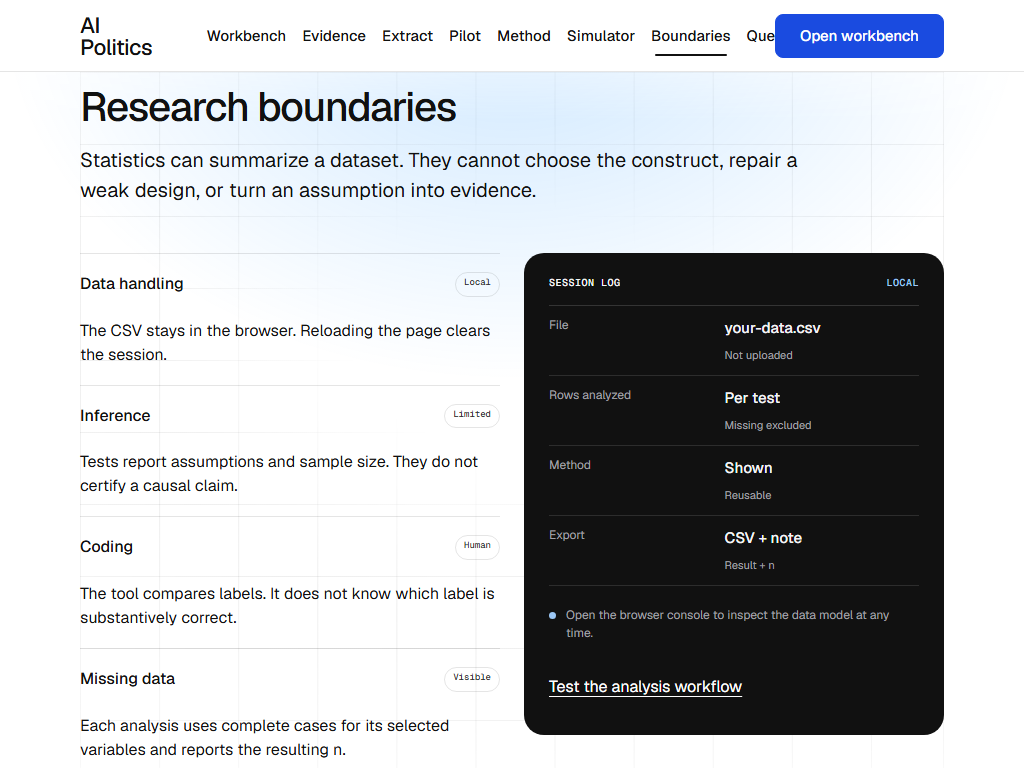 AI
Politics
Workbench Evidence Extract Pilot Method Simulator Boundaries Que
Open workbench
Research boundaries
Statistics can summarize a dataset. They cannot choose the construct, repair a
weak design, or turn an assumption into evidence.
Data handling
Local
The CSV stays in the browser. Reloading the page clears
the session.
Inference
Limited
Tests report assumptions and sample size. They do not
certify a causal claim.
Coding
Human
The tool compares labels. It does not know which label is
substantively correct.
Missing data
Visible
Each analysis uses complete cases for its selected
variables and reports the resulting n.
SESSION LOG
LOCAL
File
your-data.csv
Not uploaded
Rows analyzed
Per test
Missing excluded
Method
Shown
Reusable
Export
CSV + note
Result + n
Open the browser console to inspect the data model at any
time.
Test the analysis workflow